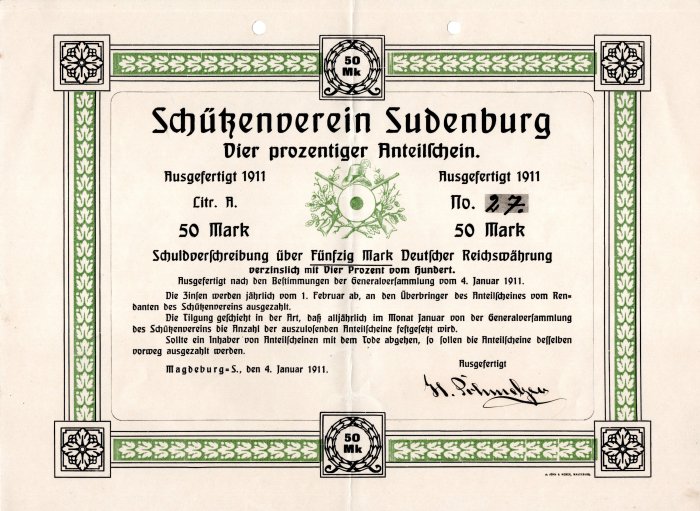 50
Mk
Schützenverein Sudenburg
Vier prozentiger Anteilschein.
Ausgefertigt 1911 Ausgefertigt 1911
Litr. A. No. 27.
50 Mark 50 Mark
Schuldverschreibung über Fünfzig Mark Deutscher Reichswährung
verzinslich mit Vier Prozent vom Hundert.
Ausgefertigt nach den Bestimmungen der Generalversammlung vom 4. Januar 1911.
Die Zinsen werden jährlich vom 1. Februar ab, an den Überbringer des Anteilscheines vom Ren-
danten des Schützenvereins ausgezahlt.
Die Tilgung geschieht in der Art, daß alljährlich im Monat Januar von der Generalversammlung
des Schützenvereins die Anzahl der auszulosenden Anteilscheine festgesetzt wird.
Sollte ein Inhaber von Anteilscheinen mit dem Tode abgehen, so sollen die Anteilscheine desselben
vorweg ausgezahlt werden.
Magdeburg-S., den 4. Januar 1911.
Ausgefertigt
50
Mk